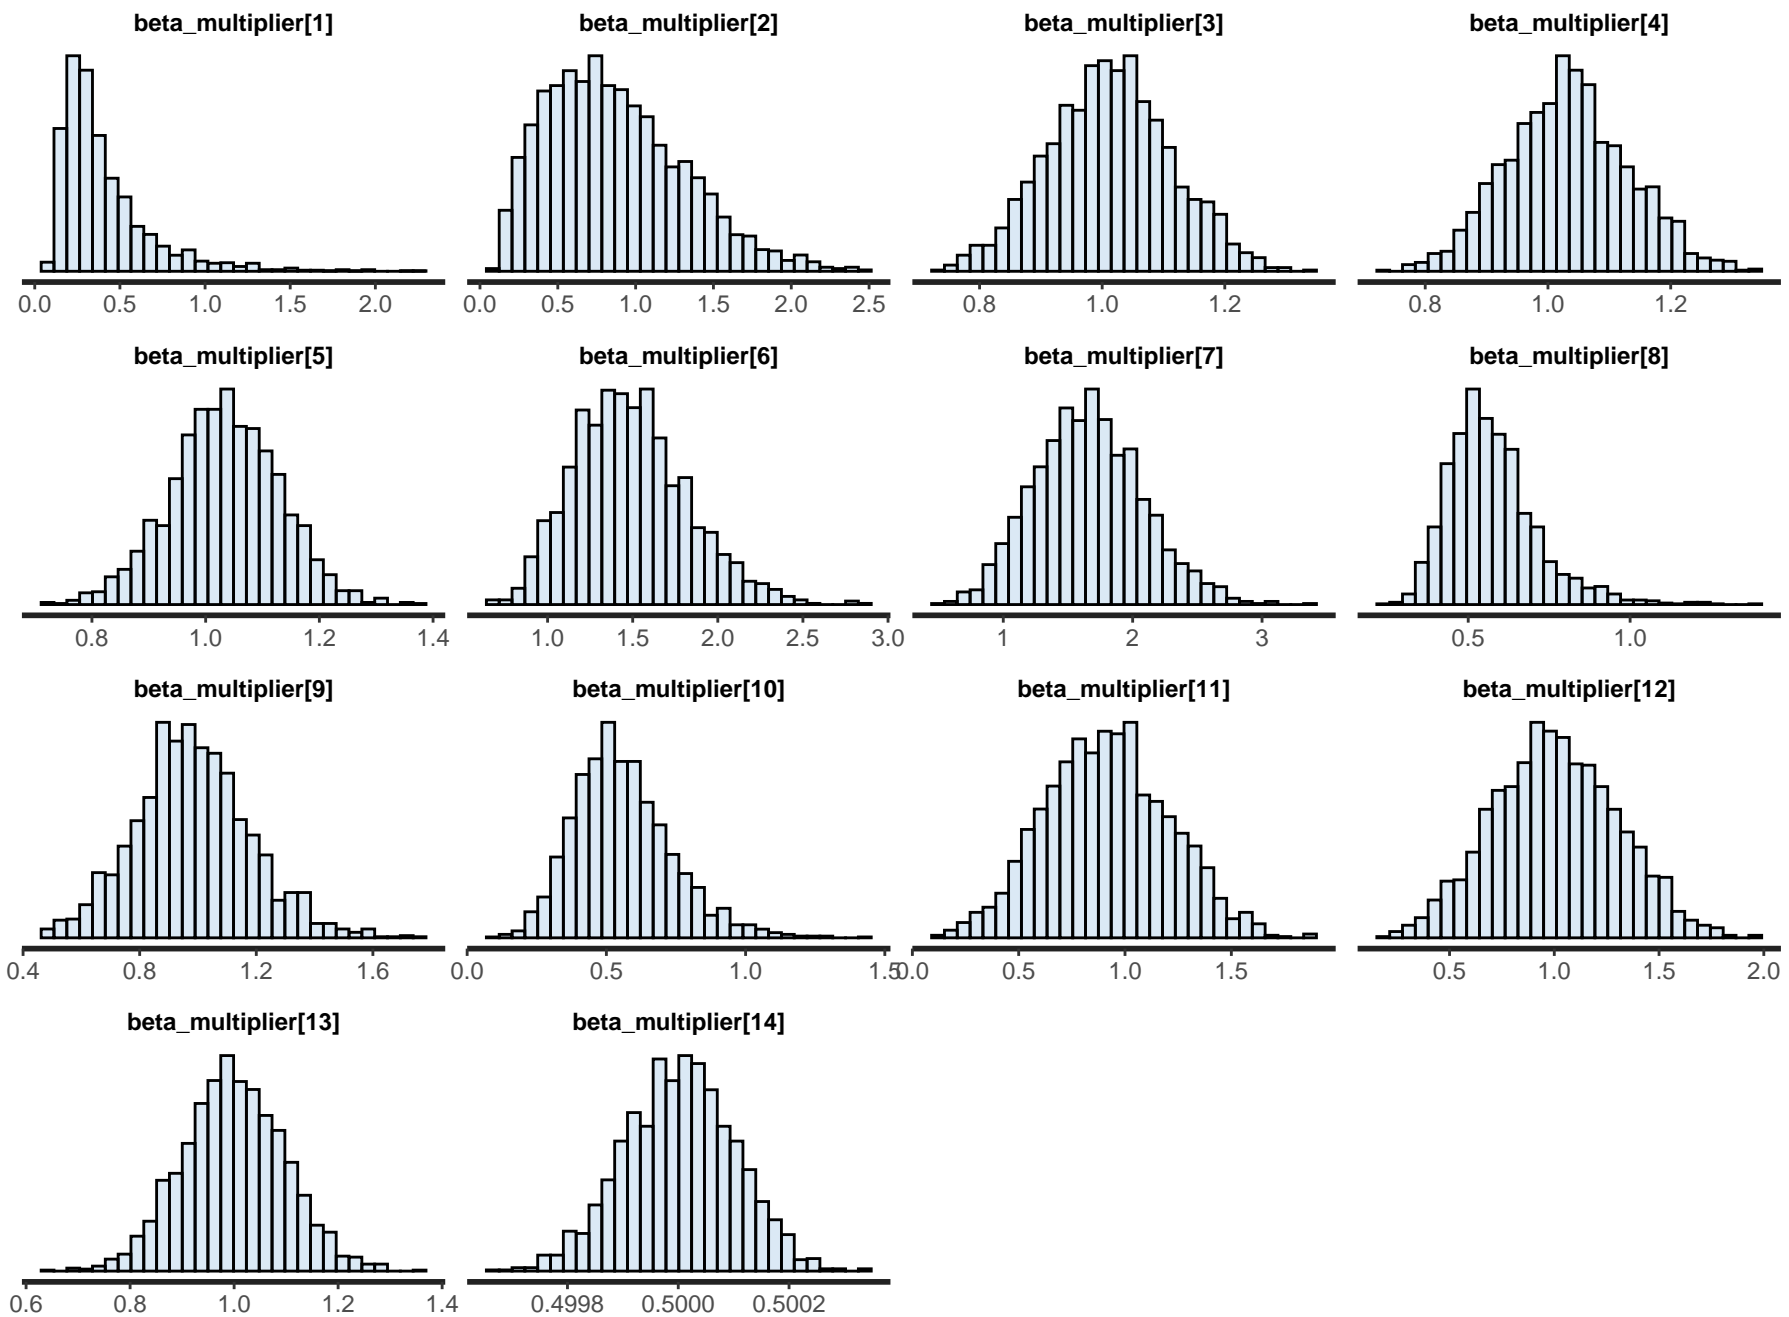 beta_multiplier[1] beta_multiplier[2] beta_multiplier[3] beta_multiplier[4]
0.0 0.5 1.0 1.5 2.0 0.0 0.5 1.0 1.5 2.0 2.5 0.8 1.0 1.2 0.8 1.0 1.2
beta_multiplier[5] beta_multiplier[6] beta_multiplier[7] beta_multiplier[8]
0.8 1.0 1.2 1.4 1.0 1.5 2.0 2.5 3.0 1 2 3 0.5 1.0
beta_multiplier[9] beta_multiplier[10] beta_multiplier[11] beta_multiplier[12]
0.4 0.8 1.2 1.6 0.0 0.5 1.0 1.5 0.0 0.5 1.0 1.5 0.5 1.0 1.5 2.0
beta_multiplier[13] beta_multiplier[14]
0.6 0.8 1.0 1.2 1.4 0.4998 0.5000 0.5002